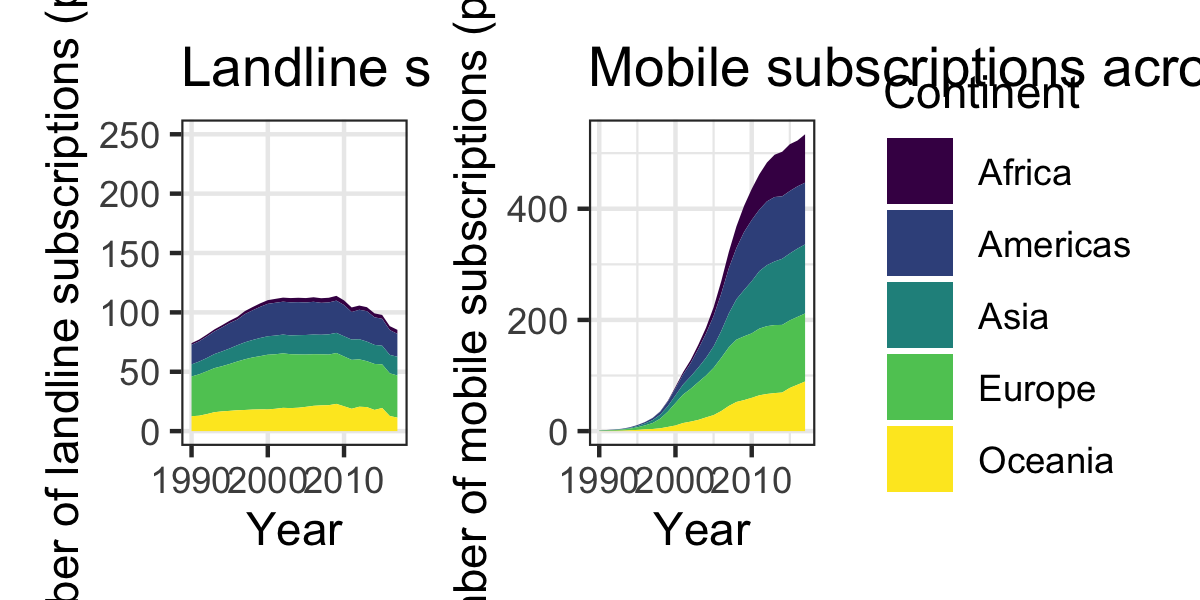 Landline s
Mobile subscriptions acro
Continent
ber of landline subscriptions (p
250
200
150
100
50
0
1990
2000
2010
Year
ber of mobile subscriptions (p
400
200
0
1990
2000
2010
Year
Africa
Americas
Asia
Europe
Oceania